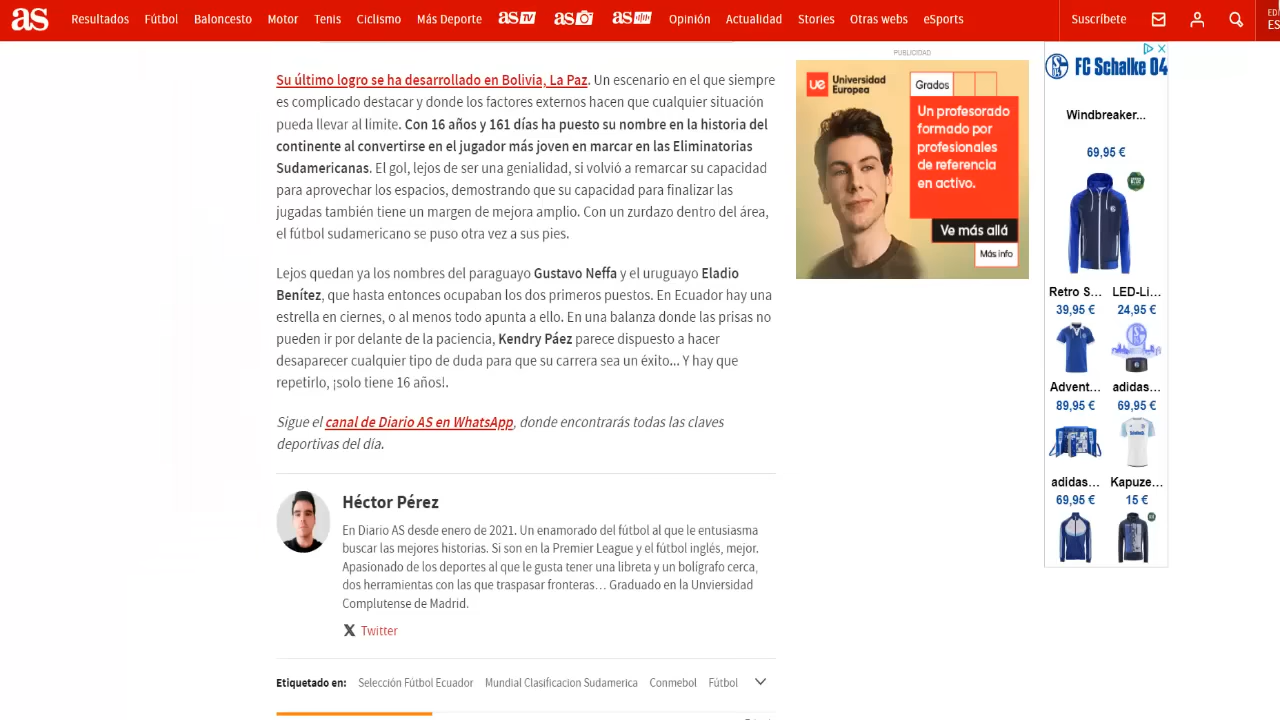 as Resultados Fútbol Baloncesto Motor Tenis Ciclismo Más Deporte as TV as as Opinión Actualidad Stories Otras webs eSports Suscríbete EDI
ES
Su último logro se ha desarrollado en Bolivia, La Paz. Un escenario en el que siempre
es complicado destacar y donde los factores externos hacen que cualquier situación
pueda llevar al límite. Con 16 años y 161 días ha puesto su nombre en la historia del
continente al convertirse en el jugador más joven en marcar en las Eliminatorias
Sudamericanas. El gol, lejos de ser una genialidad, si volvió a remarcar su capacidad
para aprovechar los espacios, demostrando que su capacidad para finalizar las
jugadas también tiene un margen de mejora amplio. Con un zurdazo dentro del área,
el fútbol sudamericano se puso otra vez a sus pies.
Lejos quedan ya los nombres del paraguayo Gustavo Neffa y el uruguayo Eladio
Benítez, que hasta entonces ocupaban los dos primeros puestos. En Ecuador hay una
estrella en ciernes, o al menos todo apunta a ello. En una balanza donde las prisas no
pueden ir por delante de la paciencia, Kendry Páez parece dispuesto a hacer
desaparecer cualquier tipo de duda para que su carrera sea un éxito... Y hay que
repetirlo, ¡solo tiene 16 años!.
Sigue el canal de Diario AS en WhatsApp, donde encontrarás todas las claves
deportivas del día.
Héctor Pérez
En Diario AS desde enero de 2021. Un enamorado del fútbol al que le entusiasma
buscar las mejores historias. Si son en la Premier League y el fútbol inglés, mejor.
Apasionado de los deportes al que le gusta tener una libreta y un bolígrafo cerca,
dos herramientas con las que traspasar fronteras… Graduado en la Unviersidad
Complutense de Madrid.
X Twitter
Etiquetado en: Selección Fútbol Ecuador Mundial Clasificacion Sudamerica Conmebol Fútbol
PUBLICIDAD
ue Universidad
Europea
Grados
Un profesorado
formado por
profesionales
de referencia
en activo.
Ve más allá
Más info
FC Schalke 04
Windbreaker...
69,95 €
Retro S... LED-Li...
39,95 € 24,95 €
Advent... adidas...
89,95 € 69,95 €
adidas... Kapuze...
69,95 € 15 €